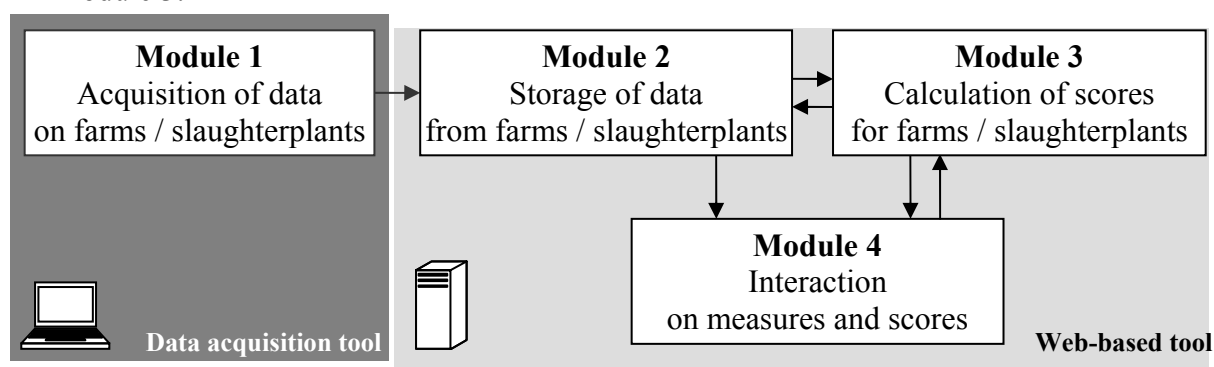 Module 1
Acquisition of data
on farms / slaughterplants
Module 2
Storage of data
from farms / slaughterplants
Module 3
Calculation of scores
for farms / slaughterplants
Module 4
Interaction
on measures and scores
Data acquisition tool
Web-based tool